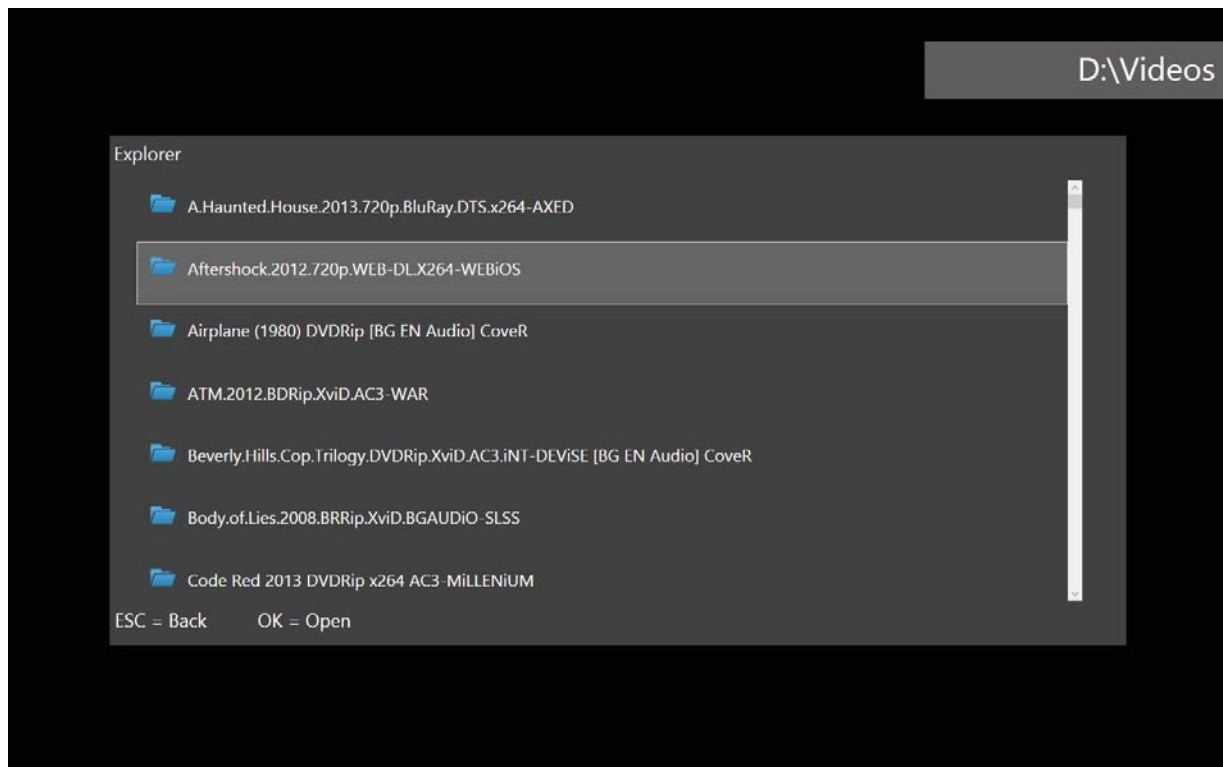 D:\Videos
Explorer
A.Haunted.House.2013.720p.BluRay.DTS.x264-AXED
Aftershock.2012.720p.WEB-DL.X264-WEBiOS
Airplane (1980) DVDRip [BG EN Audio] CoveR
ATM.2012.BDRip.XviD.AC3-WAR
Beverly.Hills.Cop.Trilogy.DVDRip.XviD.AC3.iNT-DEViSE [BG EN Audio] CoveR
Body.of.Lies.2008.BRRip.XviD.BGAUDiO-SLSS
Code Red 2013 DVDRip x264 AC3-MiLLENiUM
ESC = Back OK = Open